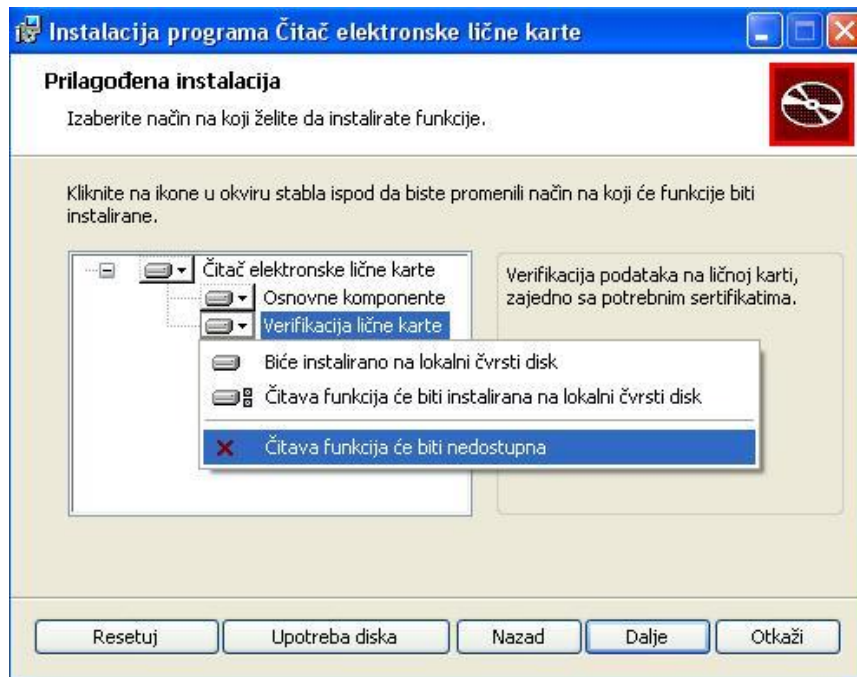 Instalacija programa Čitač elektronske lične karte
Prilagođena instalacija
Izaberite način na koji želite da instalirate funkcije.
Kliknite na ikone u okviru stabla ispod da biste promenili način na koji će funkcije biti
instalirane.
Čitač elektronske lične karte
Osnovne komponente
Verifikacija lične karte
Biće instalirano na lokalni čvrsti disk
Čitava funkcija će biti instalirana na lokalni čvrsti disk
Čitava funkcija će biti nedostupna
Verifikacija podataka na ličnoj karti,
zajedno sa potrebnim sertifikatima.
Resetuj
Upotreba diska
Nazad
Dalje
Otkaži